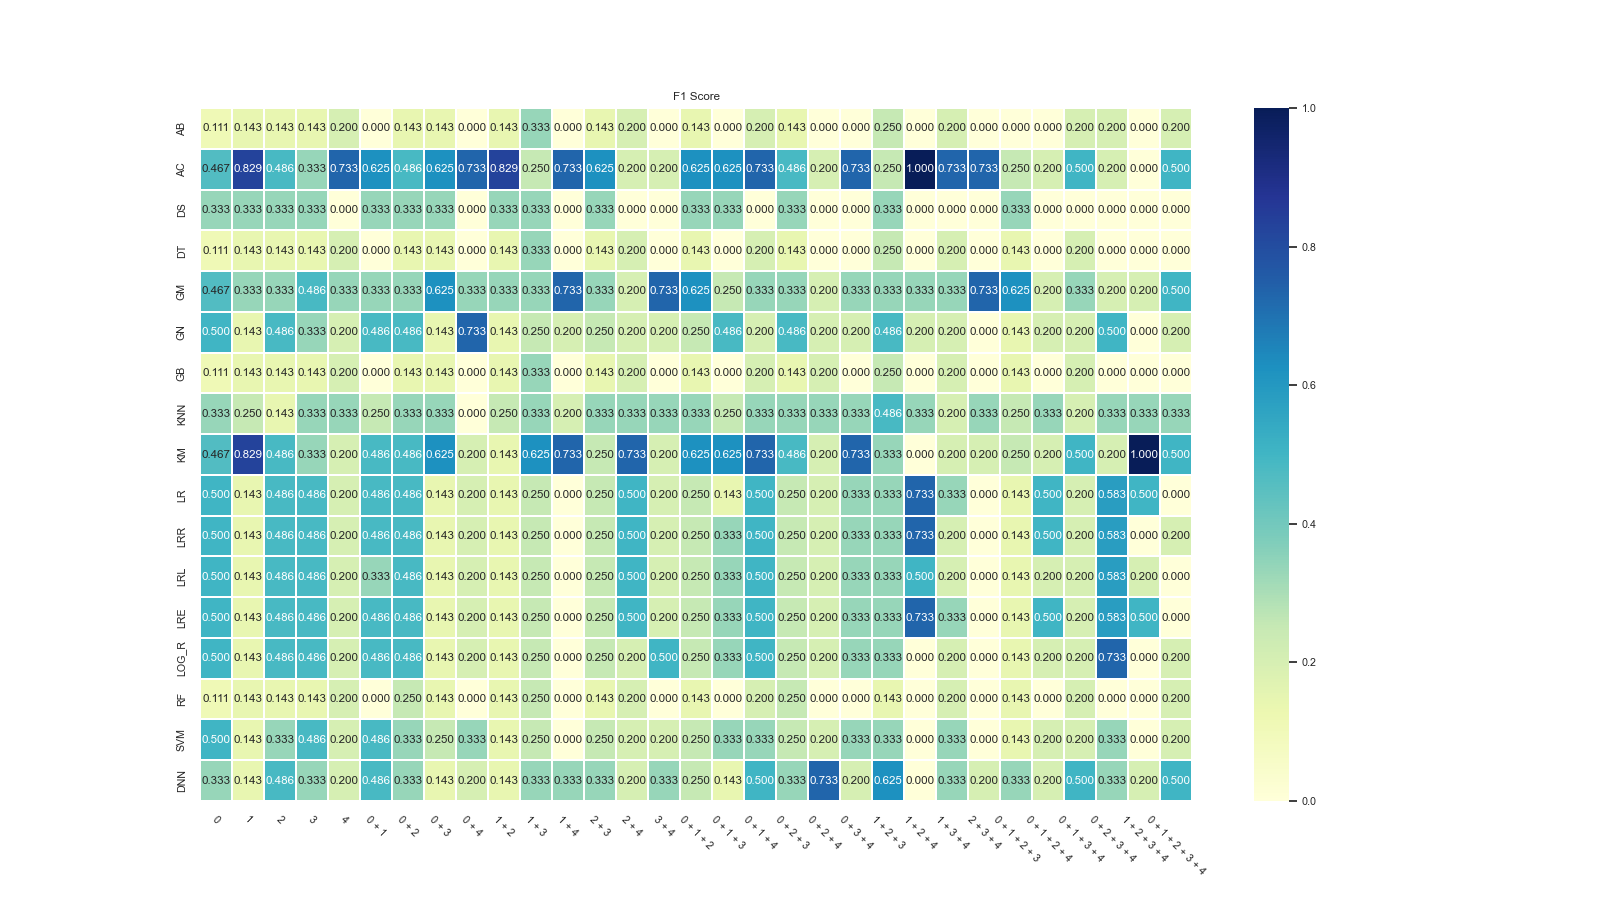 F1 Score
AB 0.111 0.143 0.143 0.143 0.200 0.000 0.143 0.143 0.000 0.143 0.333 0.000 0.143 0.200 0.000 0.143 0.000 0.200 0.143 0.000 0.000 0.250 0.000 0.200 0.000 0.000 0.000 0.200 0.200 0.000 0.200
AC 0.467 0.829 0.486 0.333 0.733 0.625 0.486 0.625 0.733 0.829 0.250 0.733 0.625 0.200 0.200 0.625 0.625 0.733 0.486 0.200 0.733 0.250 1.000 0.733 0.733 0.250 0.200 0.500 0.200 0.000 0.500
DS 0.333 0.333 0.333 0.333 0.000 0.333 0.333 0.333 0.000 0.333 0.333 0.000 0.333 0.000 0.000 0.333 0.333 0.000 0.333 0.000 0.000 0.333 0.000 0.000 0.000 0.333 0.000 0.000 0.000 0.000 0.000
DT 0.111 0.143 0.143 0.143 0.200 0.000 0.143 0.143 0.000 0.143 0.333 0.000 0.143 0.200 0.000 0.143 0.000 0.200 0.143 0.000 0.000 0.250 0.000 0.200 0.000 0.143 0.000 0.200 0.000 0.000 0.000
GM 0.467 0.333 0.333 0.486 0.333 0.333 0.333 0.625 0.333 0.333 0.333 0.733 0.333 0.200 0.733 0.625 0.250 0.333 0.333 0.200 0.333 0.333 0.333 0.333 0.733 0.625 0.200 0.333 0.200 0.200 0.500
GN 0.500 0.143 0.486 0.333 0.200 0.486 0.486 0.143 0.733 0.143 0.250 0.200 0.250 0.200 0.200 0.250 0.486 0.200 0.486 0.200 0.200 0.486 0.200 0.200 0.000 0.143 0.200 0.200 0.500 0.000 0.200
GB 0.111 0.143 0.143 0.143 0.200 0.000 0.143 0.143 0.000 0.143 0.333 0.000 0.143 0.200 0.000 0.143 0.000 0.200 0.143 0.200 0.000 0.250 0.000 0.200 0.000 0.143 0.000 0.200 0.000 0.000 0.000
KNN 0.333 0.250 0.143 0.333 0.333 0.250 0.333 0.333 0.000 0.250 0.333 0.200 0.333 0.333 0.333 0.333 0.250 0.333 0.333 0.333 0.333 0.486 0.333 0.200 0.333 0.250 0.333 0.200 0.333 0.333 0.333
KM 0.467 0.829 0.486 0.333 0.200 0.486 0.486 0.625 0.200 0.143 0.625 0.733 0.250 0.733 0.200 0.625 0.625 0.733 0.486 0.200 0.733 0.333 0.000 0.200 0.200 0.250 0.200 0.500 0.200 1.000 0.500
LR 0.500 0.143 0.486 0.486 0.200 0.486 0.486 0.143 0.200 0.143 0.250 0.000 0.250 0.500 0.200 0.250 0.143 0.500 0.250 0.200 0.333 0.333 0.733 0.333 0.000 0.143 0.500 0.200 0.583 0.500 0.000
LRR 0.500 0.143 0.486 0.486 0.200 0.486 0.486 0.143 0.200 0.143 0.250 0.000 0.250 0.500 0.200 0.250 0.333 0.500 0.250 0.200 0.333 0.333 0.733 0.200 0.000 0.143 0.500 0.200 0.583 0.000 0.200
LRL 0.500 0.143 0.486 0.486 0.200 0.333 0.486 0.143 0.200 0.143 0.250 0.000 0.250 0.500 0.200 0.250 0.333 0.500 0.250 0.200 0.333 0.333 0.500 0.200 0.000 0.143 0.200 0.200 0.583 0.200 0.000
LRE 0.500 0.143 0.486 0.486 0.200 0.486 0.486 0.143 0.200 0.143 0.250 0.000 0.250 0.500 0.200 0.250 0.333 0.500 0.250 0.200 0.333 0.333 0.733 0.333 0.000 0.143 0.500 0.200 0.583 0.500 0.000
LOG_R 0.500 0.143 0.486 0.486 0.200 0.486 0.486 0.143 0.200 0.143 0.250 0.000 0.250 0.200 0.500 0.250 0.333 0.500 0.250 0.200 0.333 0.333 0.000 0.200 0.000 0.143 0.200 0.200 0.733 0.000 0.200
RF 0.111 0.143 0.143 0.143 0.200 0.000 0.250 0.143 0.000 0.143 0.250 0.000 0.143 0.200 0.000 0.143 0.000 0.200 0.250 0.000 0.000 0.143 0.000 0.200 0.000 0.143 0.000 0.200 0.000 0.000 0.200
SVM 0.500 0.143 0.333 0.486 0.200 0.486 0.333 0.250 0.333 0.143 0.250 0.000 0.250 0.200 0.200 0.250 0.333 0.333 0.250 0.200 0.333 0.333 0.000 0.333 0.000 0.143 0.200 0.200 0.333 0.000 0.200
DNN 0.333 0.143 0.486 0.333 0.200 0.486 0.333 0.143 0.200 0.143 0.333 0.333 0.333 0.200 0.333 0.250 0.143 0.500 0.333 0.733 0.200 0.625 0.000 0.333 0.200 0.333 0.200 0.500 0.333 0.200 0.500
0 1 2 3 4 0 + 1 0 + 2 0 + 3 0 + 4 1 + 2 1 + 3 1 + 4 2 + 3 2 + 4 3 + 4 0 + 1 + 2 0 + 1 + 3 0 + 1 + 4 0 + 2 + 3 0 + 2 + 4 0 + 3 + 4 1 + 2 + 3 1 + 2 + 4 1 + 3 + 4 2 + 3 + 4 0 + 1 + 2 + 3 0 + 1 + 2 + 4 0 + 1 + 3 + 4 0 + 2 + 3 + 4 1 + 2 + 3 + 4 0 + 1 + 2 + 3 + 4
1.0
0.8
0.6
0.4
0.2
0.0